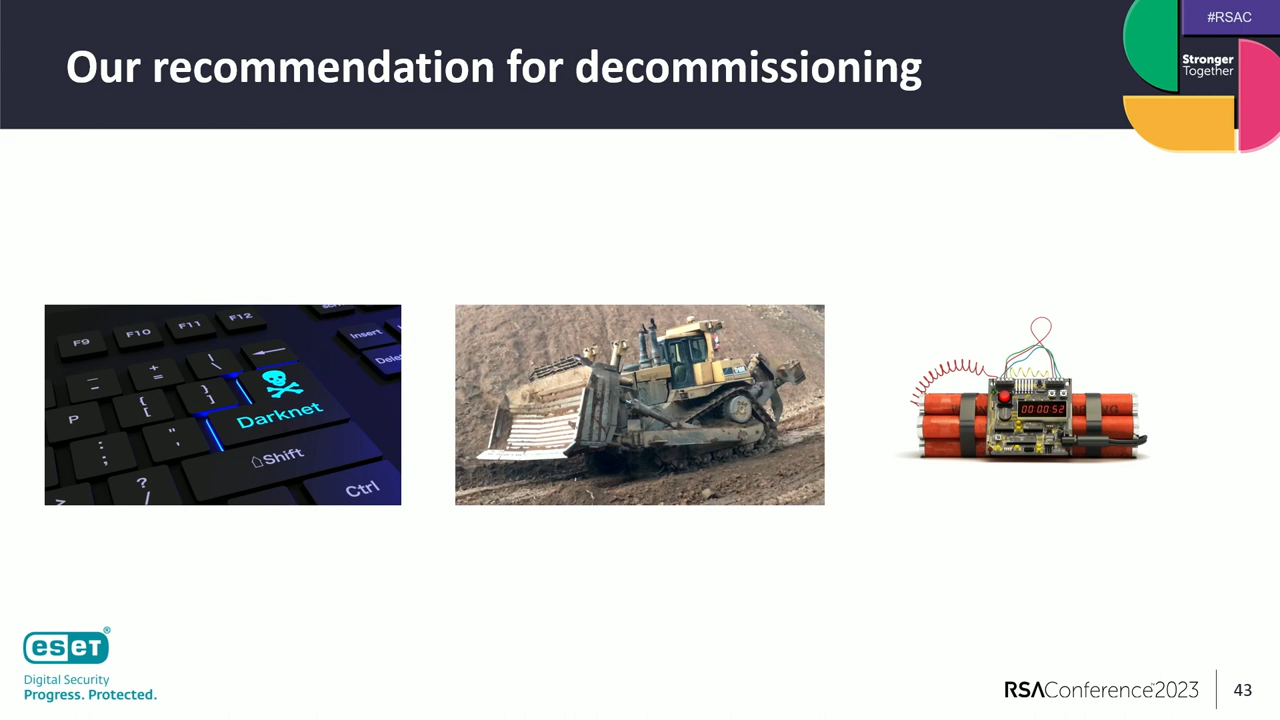 #RSAC
Our recommendation for decommissioning
Stronger
Together
F9
F10
F11
F12
Insert
\
+
=
P
{
[
}
]
Darknet
:
;
"
'
Shift
?
/
>
Ctrl
00:00:52
eseT®
Digital Security
Progress. Protected.
RSAConference™2023
43